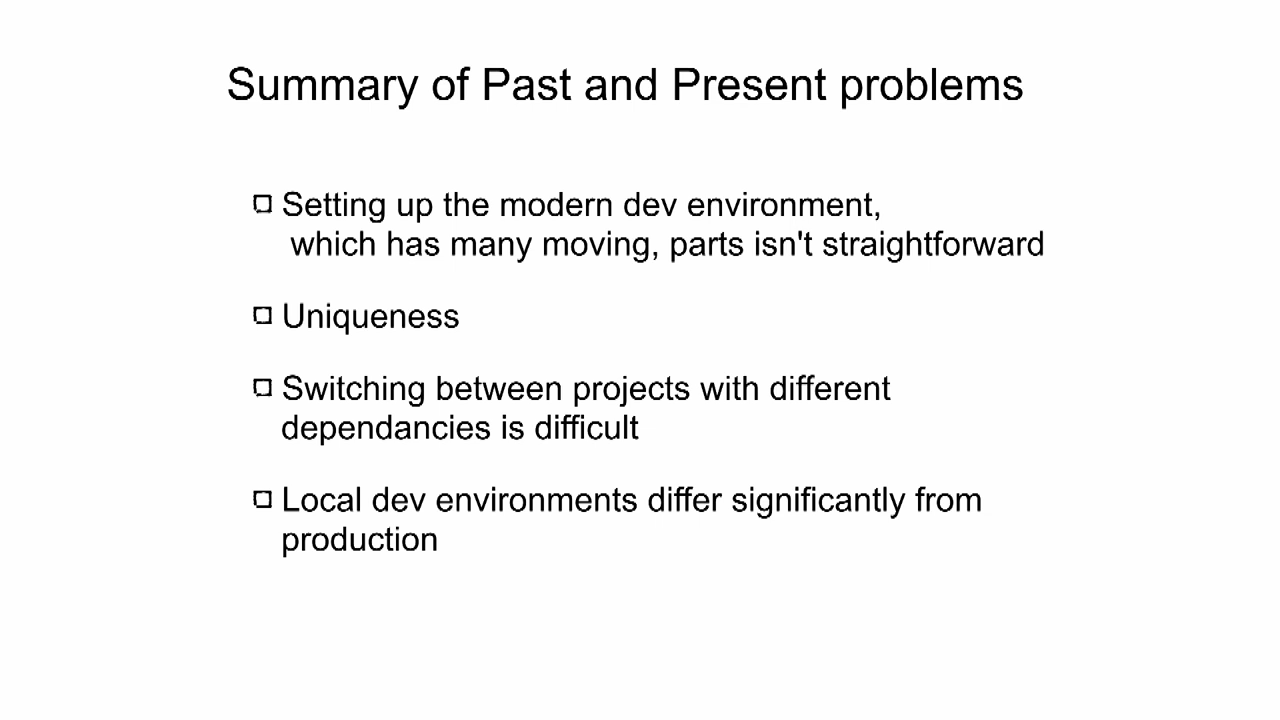 Summary of Past and Present problems
Setting up the modern dev environment,
which has many moving, parts isn't straightforward
Uniqueness
Switching between projects with different
dependancies is difficult
Local dev environments differ significantly from
production